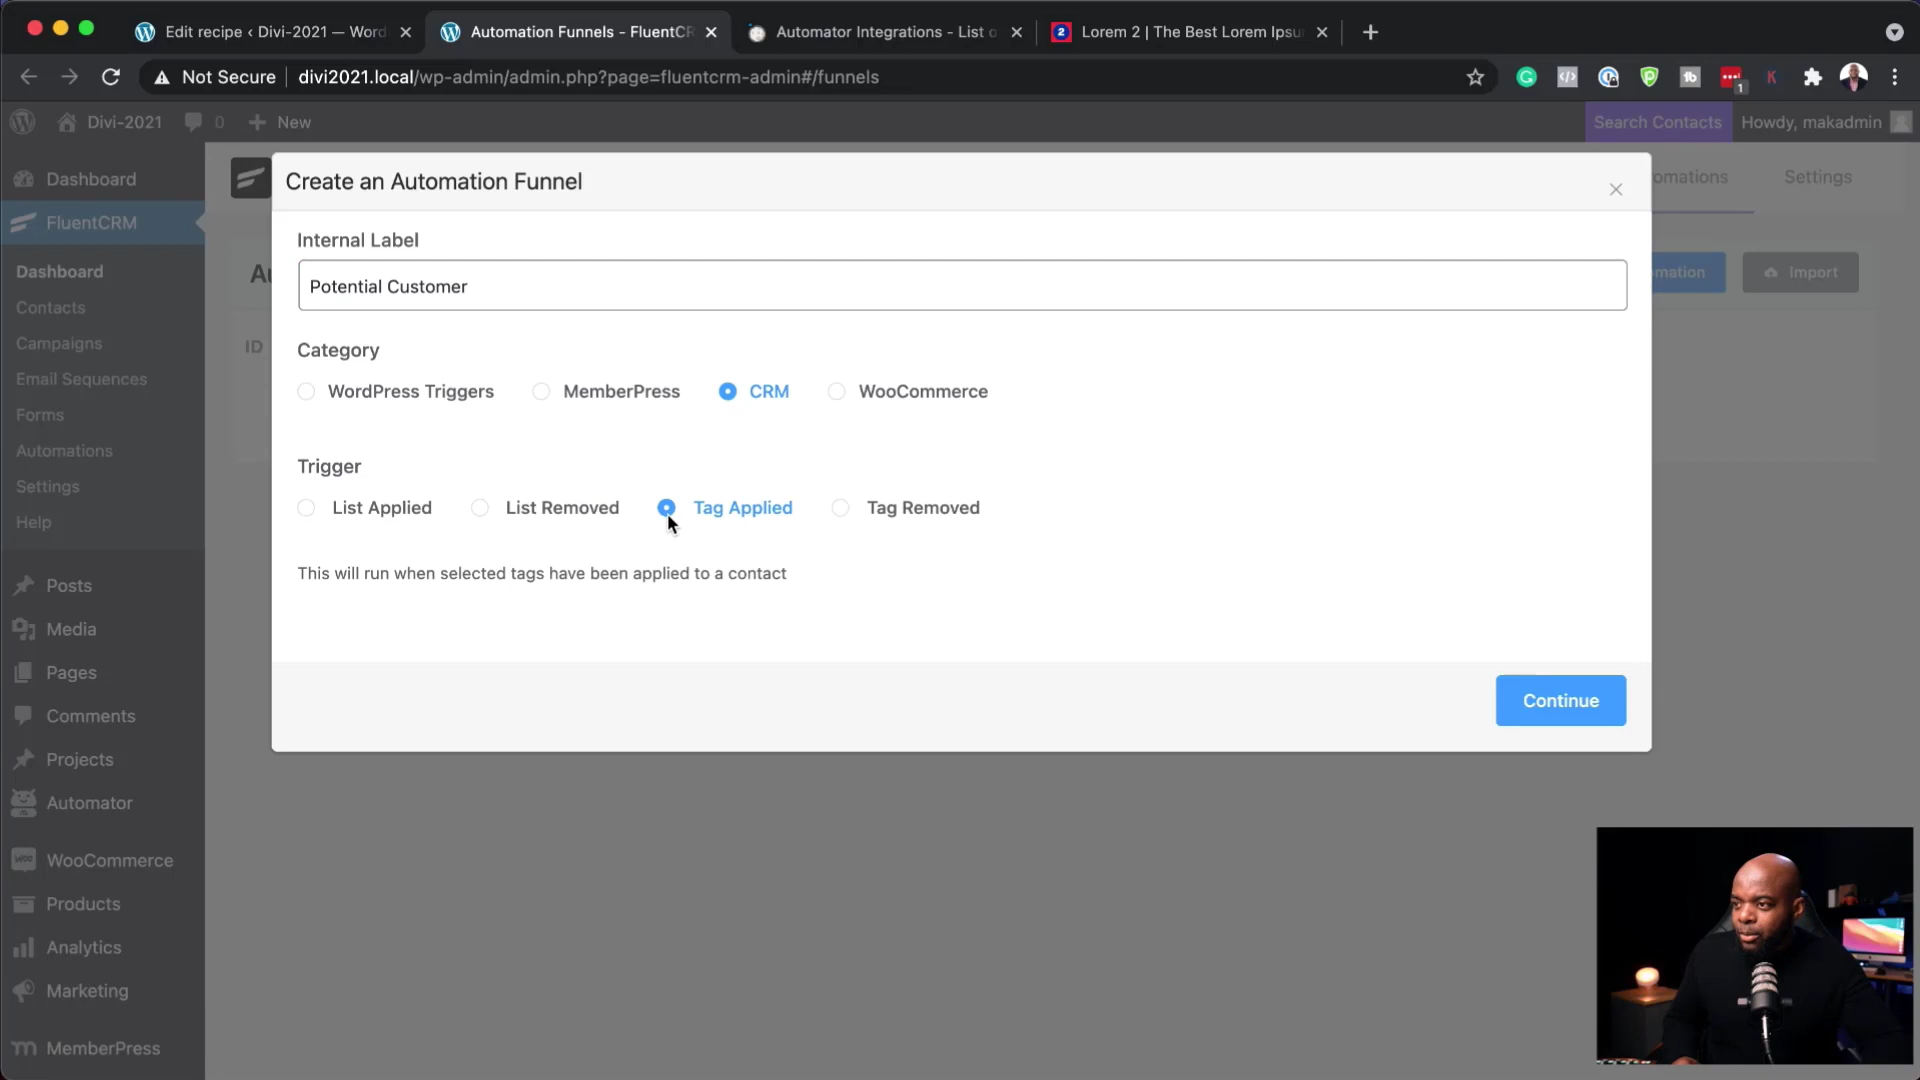 Edit recipe ‹ Divi-2021 — Word
Automation Funnels - FluentCR
Automator Integrations - List o
2
Lorem 2 | The Best Lorem Ipsu
Not Secure
divi2021.local/wp-admin/admin.php?page=fluentcrm-admin#/funnels
1
Divi-2021
0
New
Search Contacts
Howdy, makadmin
Dashboard
FluentCRM
Dashboard
Contacts
Campaigns
Email Sequences
Forms
Automations
Settings
Help
Posts
Media
Pages
Comments
Projects
Automator
WooCommerce
Products
Analytics
Marketing
MemberPress
omations
Settings
Au
mation
Import
ID
Create an Automation Funnel
Internal Label
Potential Customer
Category
WordPress Triggers
MemberPress
CRM
WooCommerce
Trigger
List Applied
List Removed
Tag Applied
Tag Removed
This will run when selected tags have been applied to a contact
Continue